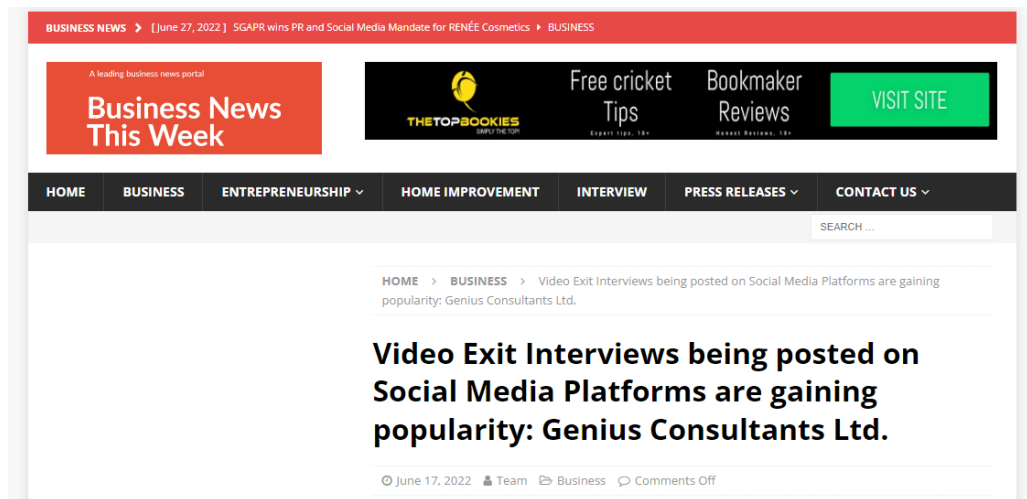 BUSINESS NEWS [ June 27, 2022 ] SGAPR wins PR and Social Media Mandate for RENÉE Cosmetics BUSINESS
A leading business news portal
Business News
This Week
THETOPBOOKIES
SIMPLY THE TOP!
Free cricket
Tips
Expert tips, 18+
Bookmaker
Reviews
Honest Reviews, 18+
VISIT SITE
HOME BUSINESS ENTREPRENEURSHIP HOME IMPROVEMENT INTERVIEW PRESS RELEASES CONTACT US
SEARCH ...
HOME > BUSINESS > Video Exit Interviews being posted on Social Media Platforms are gaining
popularity: Genius Consultants Ltd.
Video Exit Interviews being posted on
Social Media Platforms are gaining
popularity: Genius Consultants Ltd.
June 17, 2022 Team Business Comments Off